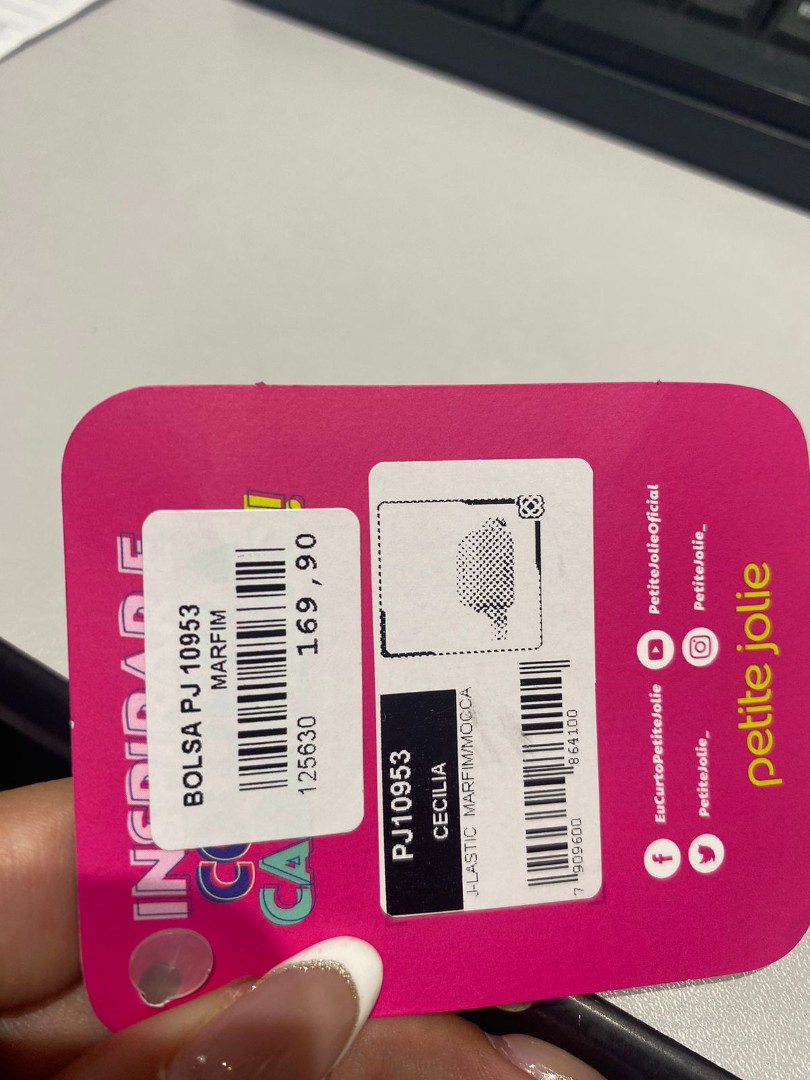 INSPIRAR E
BOLSA PJ 10953
MARFIM
125630 169,90
PJ10953
CECILIA
J-LASTIC MARFIM/MOCCA
7 909600 864100
EuCurtoPetiteJolie
PetiteJolieOficial
PetiteJolie_
PetiteJolie_
petite jolie